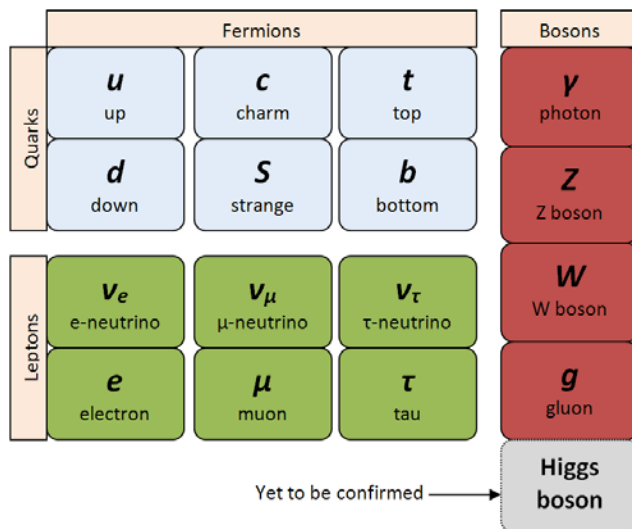 Fermions
Bosons
Quarks
u
up
c
charm
t
top
γ
photon
d
down
S
strange
b
bottom
Z
Z boson
Leptons
νe
e-neutrino
νμ
μ-neutrino
ντ
τ-neutrino
W
W boson
e
electron
μ
muon
τ
tau
g
gluon
Yet to be confirmed
Higgs
boson